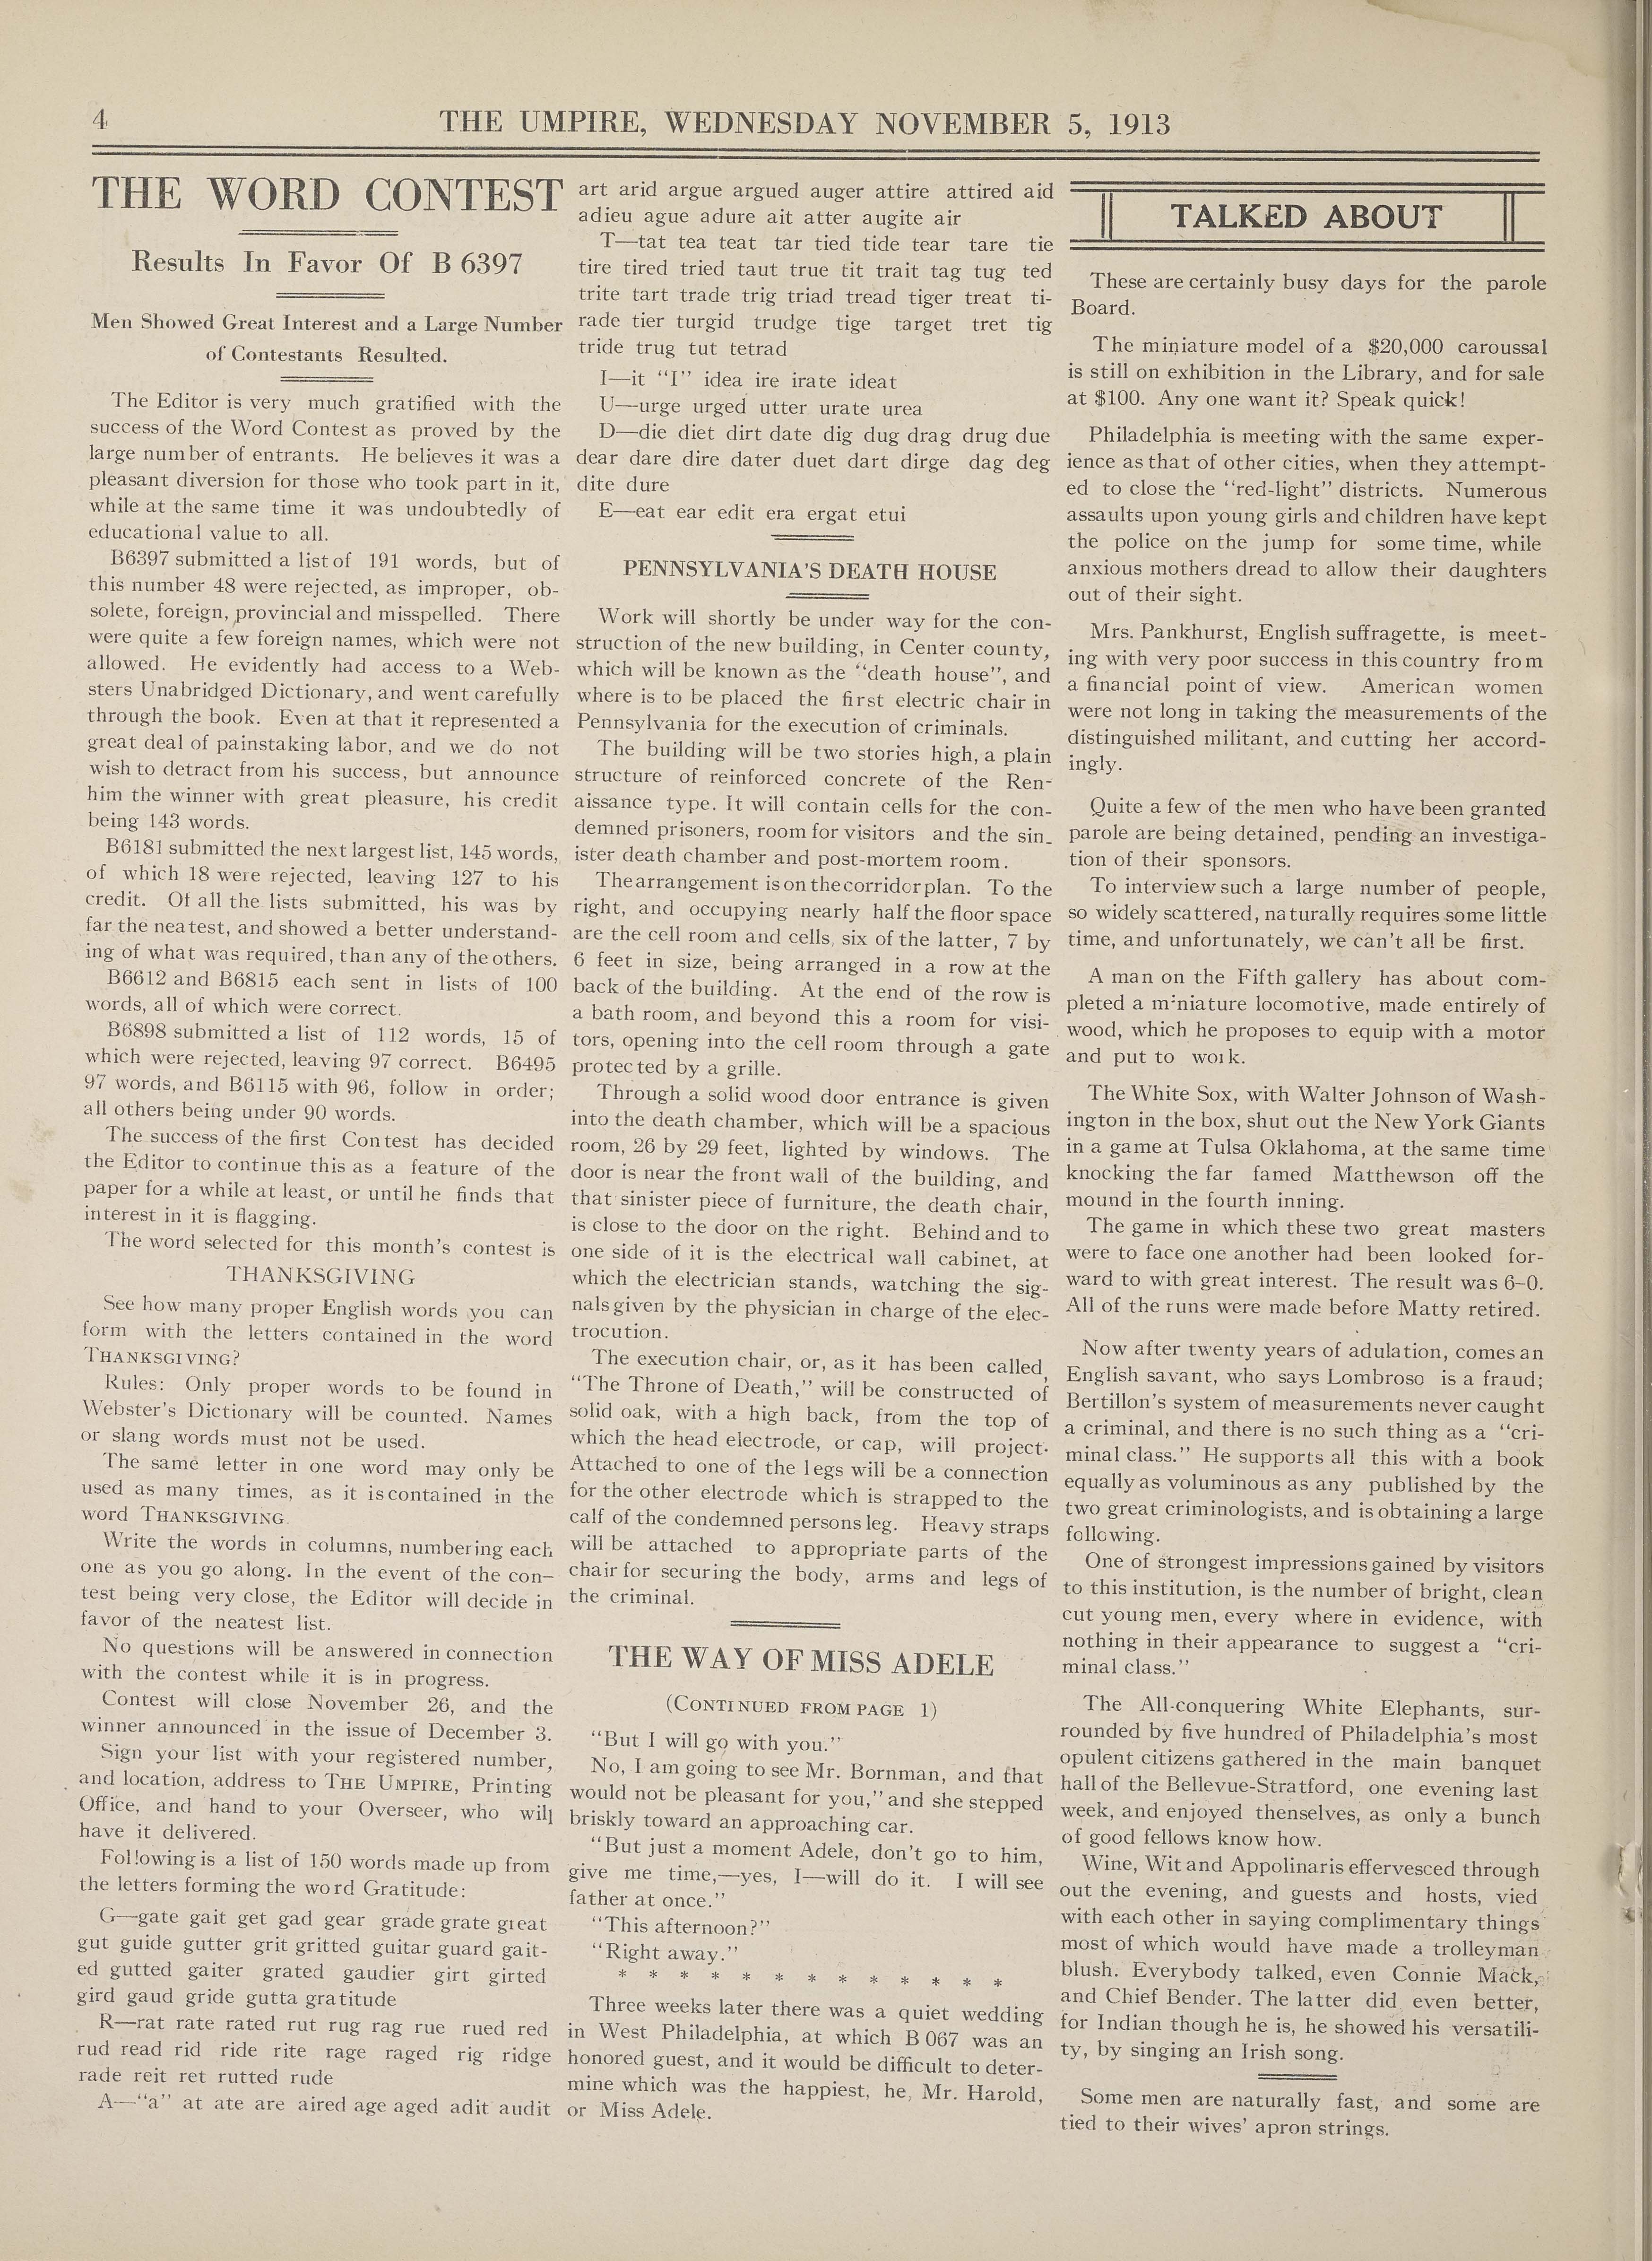 4
THE UMPIRE, WEDNESDAY NOVEMBER 5, 1913
THE WORD CONTEST
Results In Favor Of B 6397
Men Showed Great Interest and a Large Number
of Contestants Resulted.
The Editor is very much gratified with the
success of the Word Contest as proved by the
large number of entrants. He believes it was a
pleasant diversion for those who took part in it,
while at the same time it was undoubtedly of
educational value to all.
B6397 submitted a list of 191 words, but of
this number 48 were rejected, as improper, ob-
solete, foreign, provincial and misspelled. There
were quite a few foreign names, which were not
allowed. He evidently had access to a Web-
sters Unabridged Dictionary, and went carefully
through the book. Even at that it represented a
great deal of painstaking labor, and we do not
wish to detract from his success, but announce
him the winner with great pleasure, his credit
being 143 words.
B6181 submitted the next largest list, 145 words,
of which 18 were rejected, leaving 127 to his
credit. Of all the lists submitted, his was by
far the neatest, and showed a better understand-
ing of what was required, than any of the others.
B6612 and B6815 each sent in lists of 100
words, all of which were correct.
B6898 submitted a list of 112 words, 15 of
which were rejected, leaving 97 correct. B6495
97 words, and B6115 with 96, follow in order;
all others being under 90 words.
The success of the first Contest has decided
the Editor to continue this as a feature of the
paper for a while at least, or until he finds that
interest in it is flagging.
The word selected for this month's contest is
THANKSGIVING
See how many proper English words you can
form with the letters contained in the word
THANKSGIVING?
Rules: Only proper words to be found in
Webster's Dictionary will be counted. Names
or slang words must not be used.
The same letter in one word may only be
used as many times, as it is contained in the
word THANKSGIVING.
Write the words in columns, numbering each
one as you go along. In the event of the con-
test being very close, the Editor will decide in
favor of the neatest list.
No questions will be answered in connection
with the contest while it is in progress.
Contest will close November 26, and the
winner announced in the issue of December 3.
Sign your list with your registered number,
and location, address to THE UMPIRE, Printing
Office, and hand to your Overseer, who will
have it delivered.
Following is a list of 150 words made up from
the letters forming the word Gratitude:
G—gate gait get gad gear grade grate great
gut guide gutter grit gritted guitar guard gait-
ed gutted gaiter grated gaudier girt girted
gird gaud gride gutta gratitude
R—rat rate rated rut rug rag rue rued red
rud read rid ride rite rage raged rig ridge
rade reit ret rutted rude
A—"a" at ate are aired age aged adit audit
art arid argue argued auger attire attired aid
adieu ague adure ait atter augite air
T—tat tea teat tar tied tide tear tare tie
tire tired tried taut true tit trait tag tug ted
trite tart trade trig triad tread tiger treat ti-
rade tier turgid trudge tige target tret tig
tride trug tut tetrad
I—it "I" idea ire irate ideat
U—urge urged utter urate urea
D—die diet dirt date dig dug drag drug due
dear dare dire dater duet dart dirge dag deg
dite dure
E—eat ear edit era ergat etui
PENNSYLVANIA'S DEATH HOUSE
Work will shortly be under way for the con-
struction of the new building, in Center county,
which will be known as the "death house", and
where is to be placed the first electric chair in
Pennsylvania for the execution of criminals.
The building will be two stories high, a plain
structure of reinforced concrete of the Ren-
aissance type. It will contain cells for the con-
demned prisoners, room for visitors and the sin-
ister death chamber and post-mortem room.
The arrangement is on the corridor plan. To the
right, and occupying nearly half the floor space
are the cell room and cells, six of the latter, 7 by
6 feet in size, being arranged in a row at the
back of the building. At the end of the row is
a bath room, and beyond this a room for visi-
tors, opening into the cell room through a gate
protected by a grille.
Through a solid wood door entrance is given
into the death chamber, which will be a spacious
room, 26 by 29 feet, lighted by windows. The
door is near the front wall of the building, and
that sinister piece of furniture, the death chair,
is close to the door on the right. Behind and to
one side of it is the electrical wall cabinet, at
which the electrician stands, watching the sig-
nals given by the physician in charge of the elec-
trocution.
The execution chair, or, as it has been called,
"The Throne of Death," will be constructed of
solid oak, with a high back, from the top of
which the head electrode, or cap, will project.
Attached to one of the legs will be a connection
for the other electrode which is strapped to the
calf of the condemned persons leg. Heavy straps
will be attached to appropriate parts of the
chair for securing the body, arms and legs of
the criminal.
THE WAY OF MISS ADELE
(CONTINUED FROM PAGE 1)
"But I will go with you."
No, I am going to see Mr. Bornman, and that
would not be pleasant for you," and she stepped
briskly toward an approaching car.
"But just a moment Adele, don't go to him,
give me time,—yes, I—will do it. I will see
father at once."
"This afternoon?"
"Right away."
* * * * * * * * * * * * *
Three weeks later there was a quiet wedding
in West Philadelphia, at which B 067 was an
honored guest, and it would be difficult to deter-
mine which was the happiest, he, Mr. Harold,
or Miss Adele.
TALKED ABOUT
These are certainly busy days for the parole
Board.
The miniature model of a $20,000 caroussal
is still on exhibition in the Library, and for sale
at $100. Any one want it? Speak quick!
Philadelphia is meeting with the same exper-
ience as that of other cities, when they attempt-
ed to close the "red-light" districts. Numerous
assaults upon young girls and children have kept
the police on the jump for some time, while
anxious mothers dread to allow their daughters
out of their sight.
Mrs. Pankhurst, English suffragette, is meet-
ing with very poor success in this country from
a financial point of view. American women
were not long in taking the measurements of the
distinguished militant, and cutting her accord-
ingly.
Quite a few of the men who have been granted
parole are being detained, pending an investiga-
tion of their sponsors.
To interview such a large number of people,
so widely scattered, naturally requires some little
time, and unfortunately, we can't all be first.
A man on the Fifth gallery has about com-
pleted a miniature locomotive, made entirely of
wood, which he proposes to equip with a motor
and put to work.
The White Sox, with Walter Johnson of Wash-
ington in the box, shut out the New York Giants
in a game at Tulsa Oklahoma, at the same time
knocking the far famed Matthewson off the
mound in the fourth inning.
The game in which these two great masters
were to face one another had been looked for-
ward to with great interest. The result was 6-0.
All of the runs were made before Matty retired.
Now after twenty years of adulation, comes an
English savant, who says Lombroso is a fraud;
Bertillon's system of measurements never caught
a criminal, and there is no such thing as a "cri-
minal class." He supports all this with a book
equally as voluminous as any published by the
two great criminologists, and is obtaining a large
following.
One of strongest impressions gained by visitors
to this institution, is the number of bright, clean
cut young men, every where in evidence, with
nothing in their appearance to suggest a "cri-
minal class."
The All-conquering White Elephants, sur-
rounded by five hundred of Philadelphia's most
opulent citizens gathered in the main banquet
hall of the Bellevue-Stratford, one evening last
week, and enjoyed thenselves, as only a bunch
of good fellows know how.
Wine, Wit and Appolinaris effervesced through
out the evening, and guests and hosts, vied
with each other in saying complimentary things
most of which would have made a trolleyman
blush. Everybody talked, even Connie Mack,
and Chief Bender. The latter did even better,
for Indian though he is, he showed his versatili-
ty, by singing an Irish song.
Some men are naturally fast, and some are
tied to their wives' apron strings.